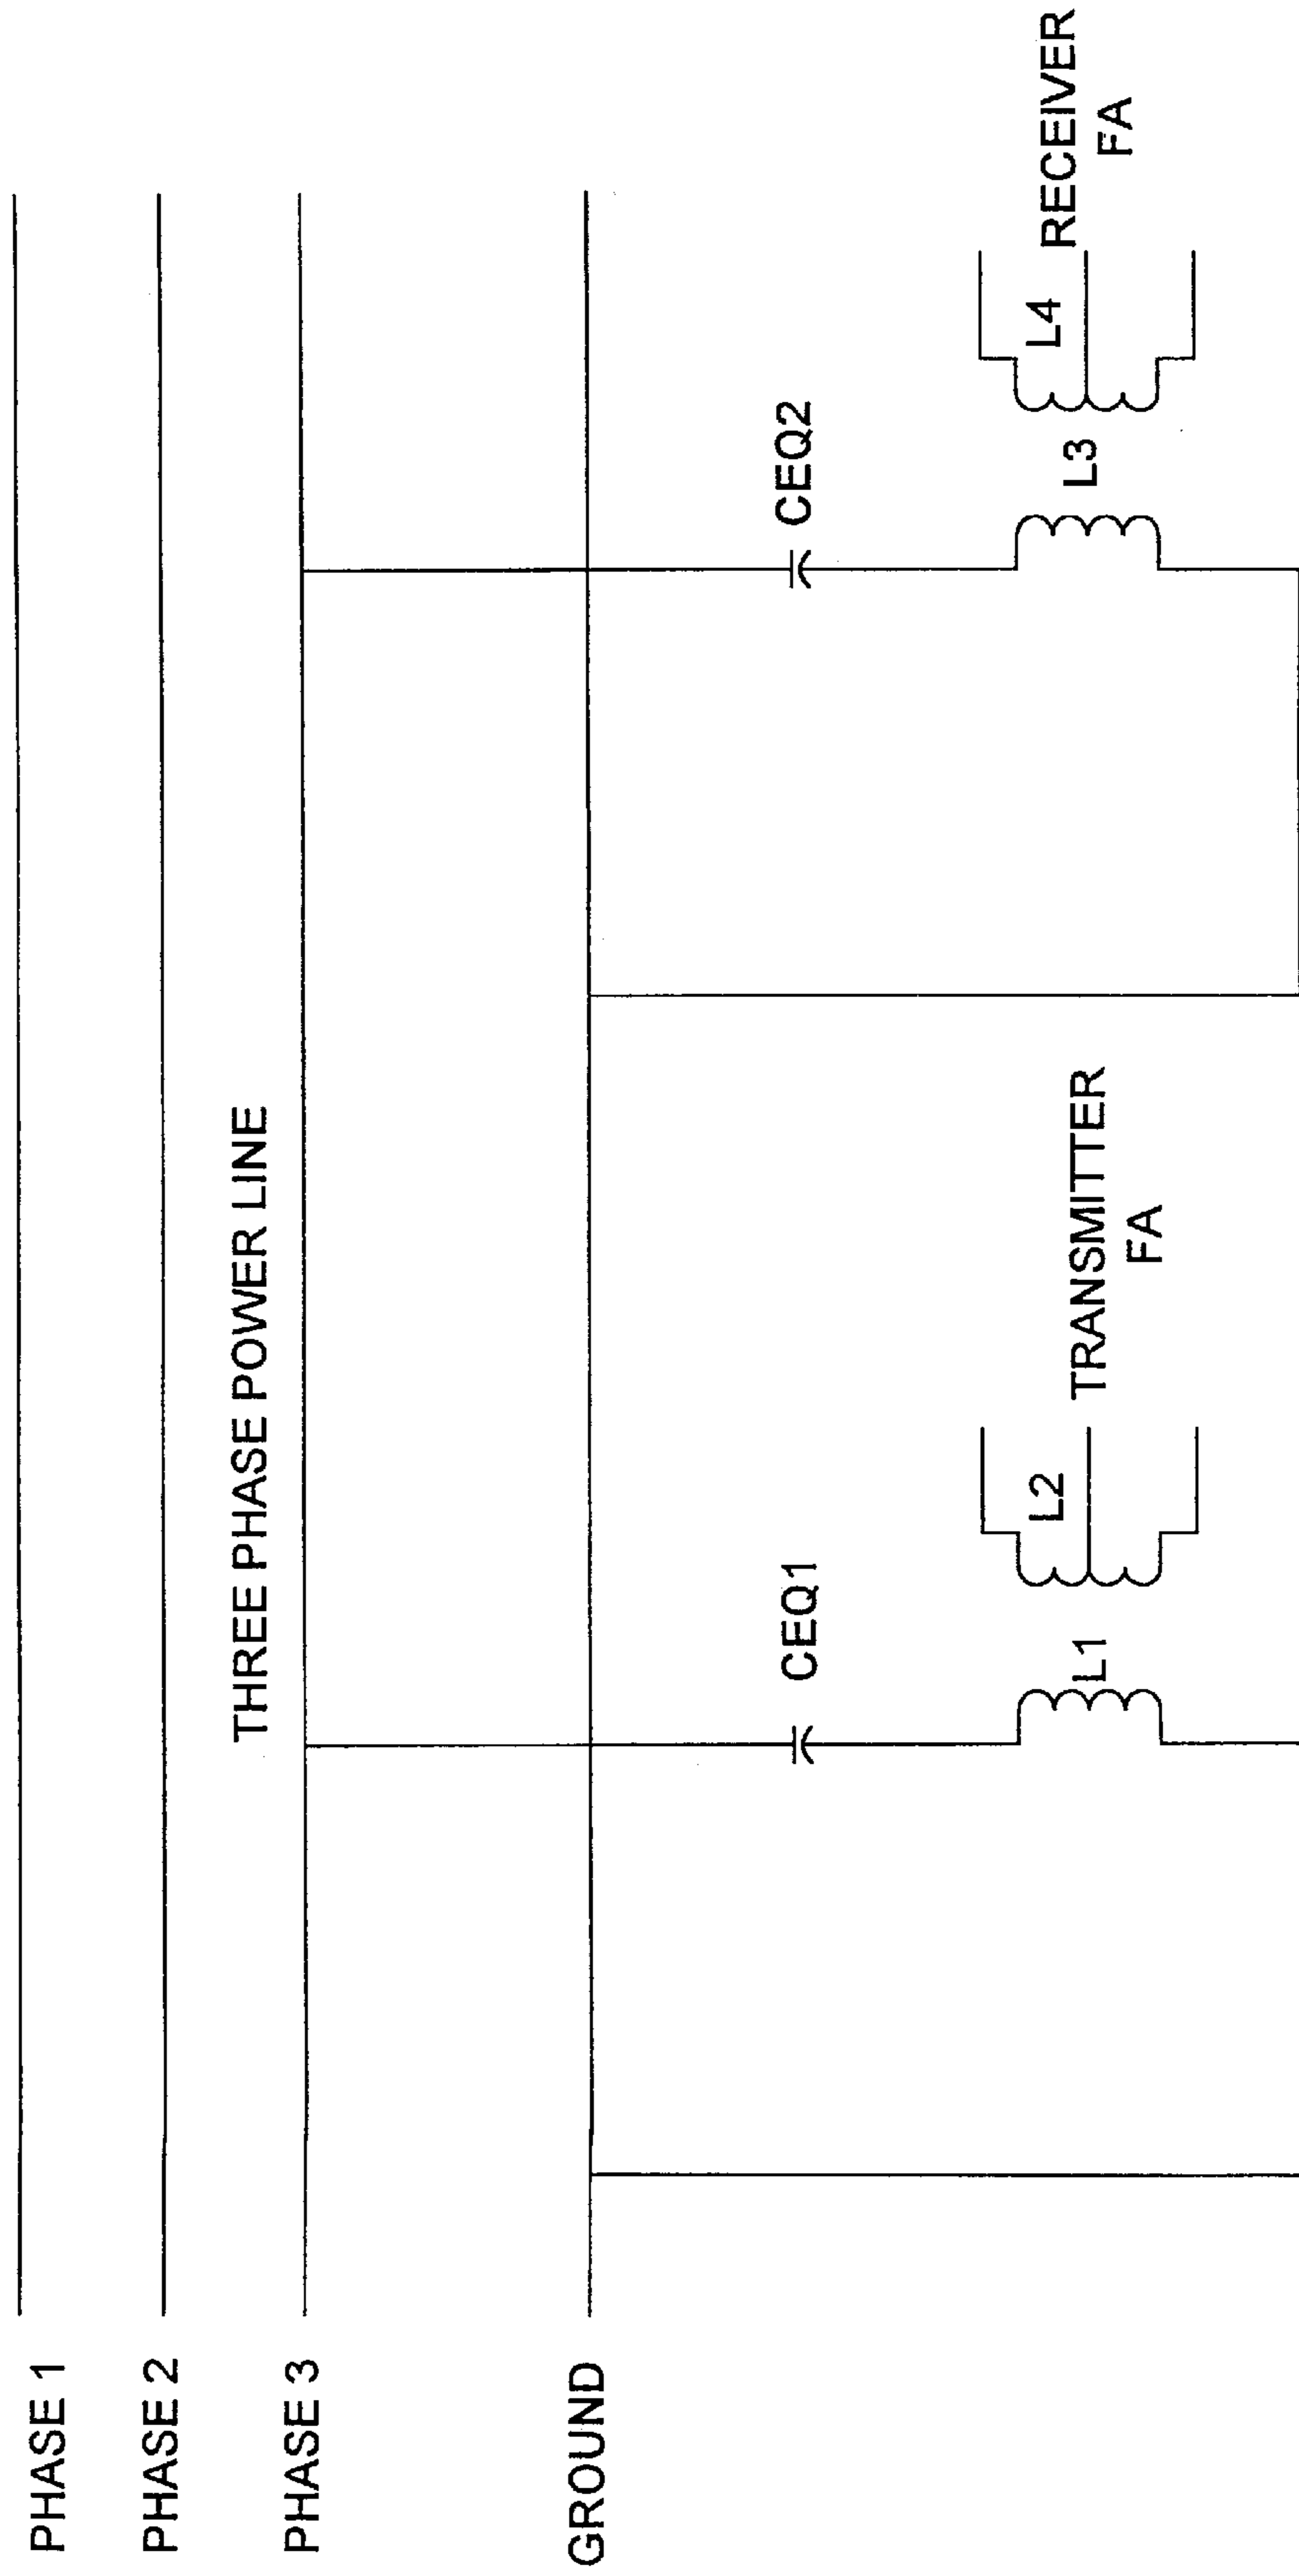 PHASE 1
PHASE 2
THREE PHASE POWER LINE
PHASE 3
GROUND
CEQ1
CEQ2
L2
L1
TRANSMITTER
FA
L4
L3
RECEIVER
FA